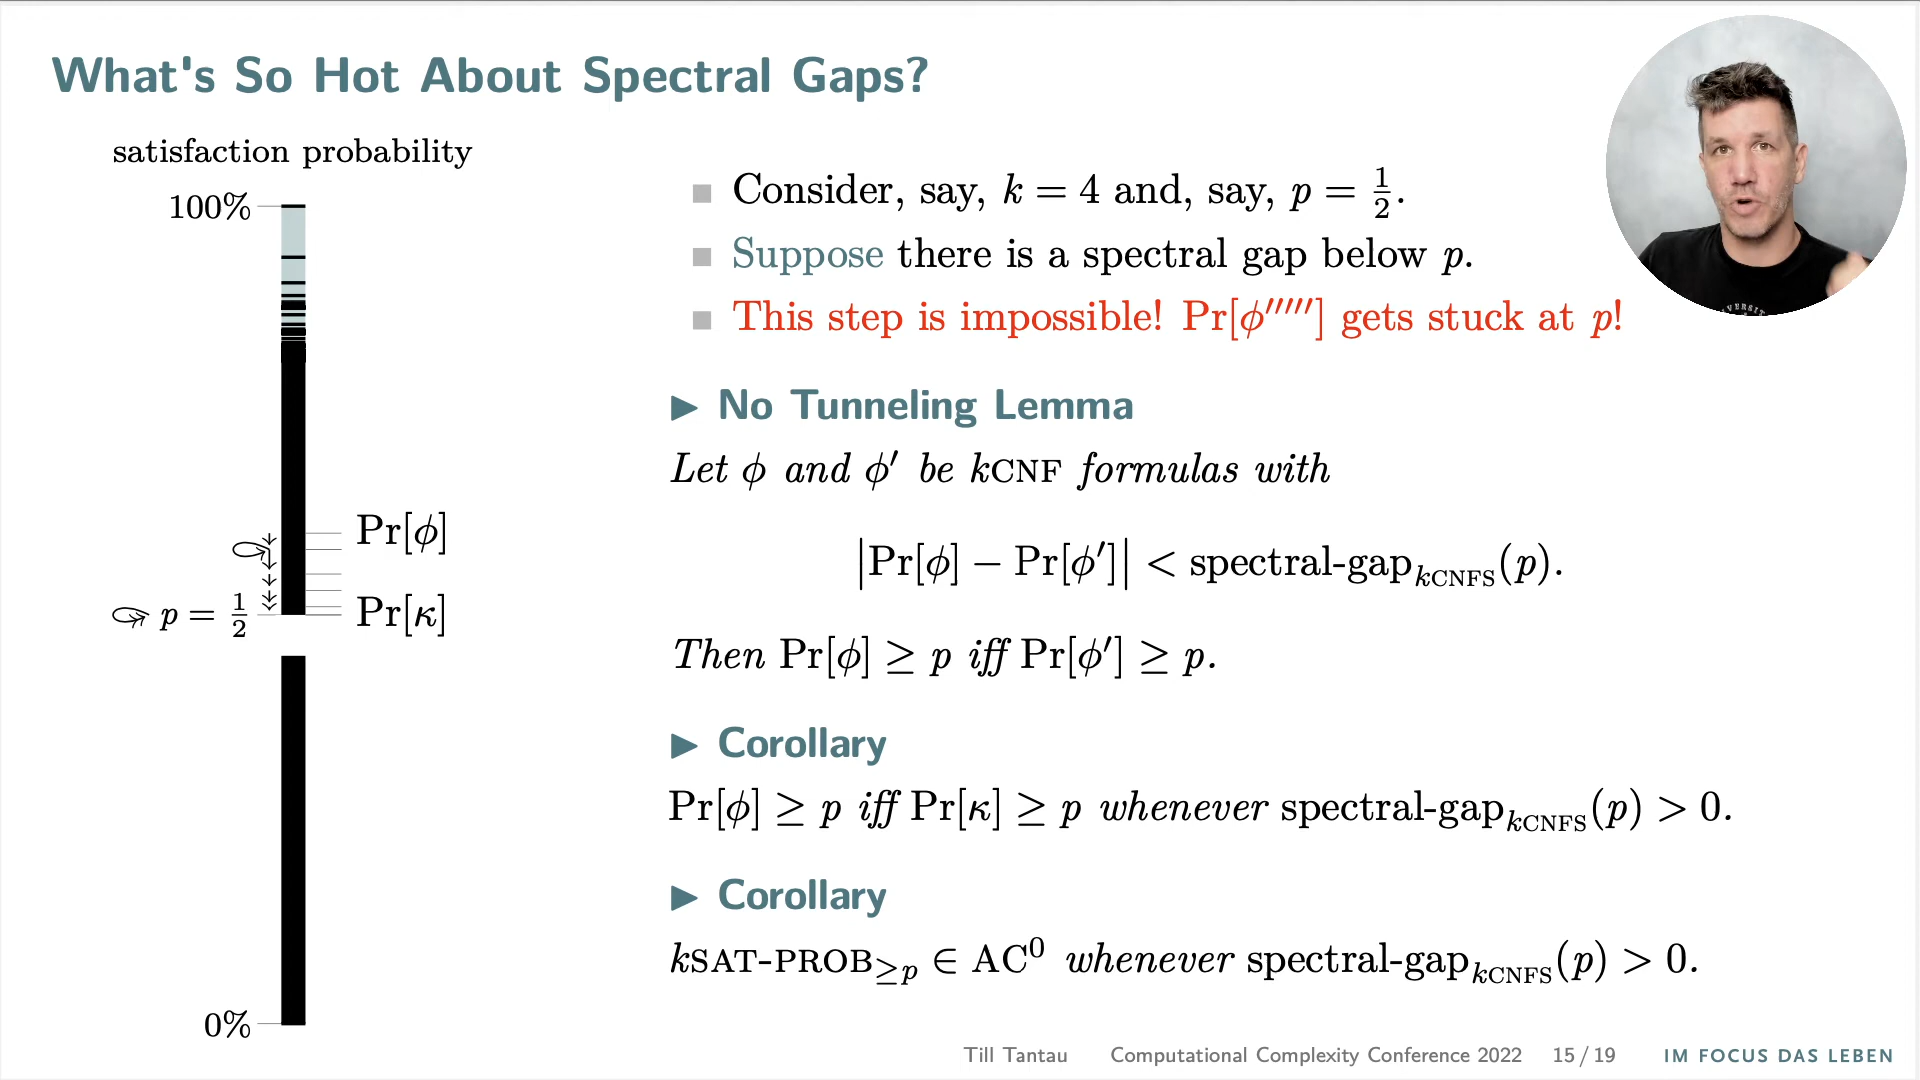 What's So Hot About Spectral Gaps?
satisfaction probability
100%
Pr[ϕ]
p = 1/2
Pr[κ]
0%
Consider, say, k = 4 and, say, p = 1/2.
Suppose there is a spectral gap below p.
This step is impossible! Pr[ϕ′′′′′] gets stuck at p!
▶ No Tunneling Lemma
Let ϕ and ϕ′ be kCNF formulas with
|Pr[ϕ] − Pr[ϕ′]| < spectral-gap_kCNFS(p).
Then Pr[ϕ] ≥ p iff Pr[ϕ′] ≥ p.
▶ Corollary
Pr[ϕ] ≥ p iff Pr[κ] ≥ p whenever spectral-gap_kCNFS(p) > 0.
▶ Corollary
kSAT-PROB≥p ∈ AC⁰ whenever spectral-gap_kCNFS(p) > 0.
Till Tantau Computational Complexity Conference 2022 15 / 19 IM FOCUS DAS LEBEN